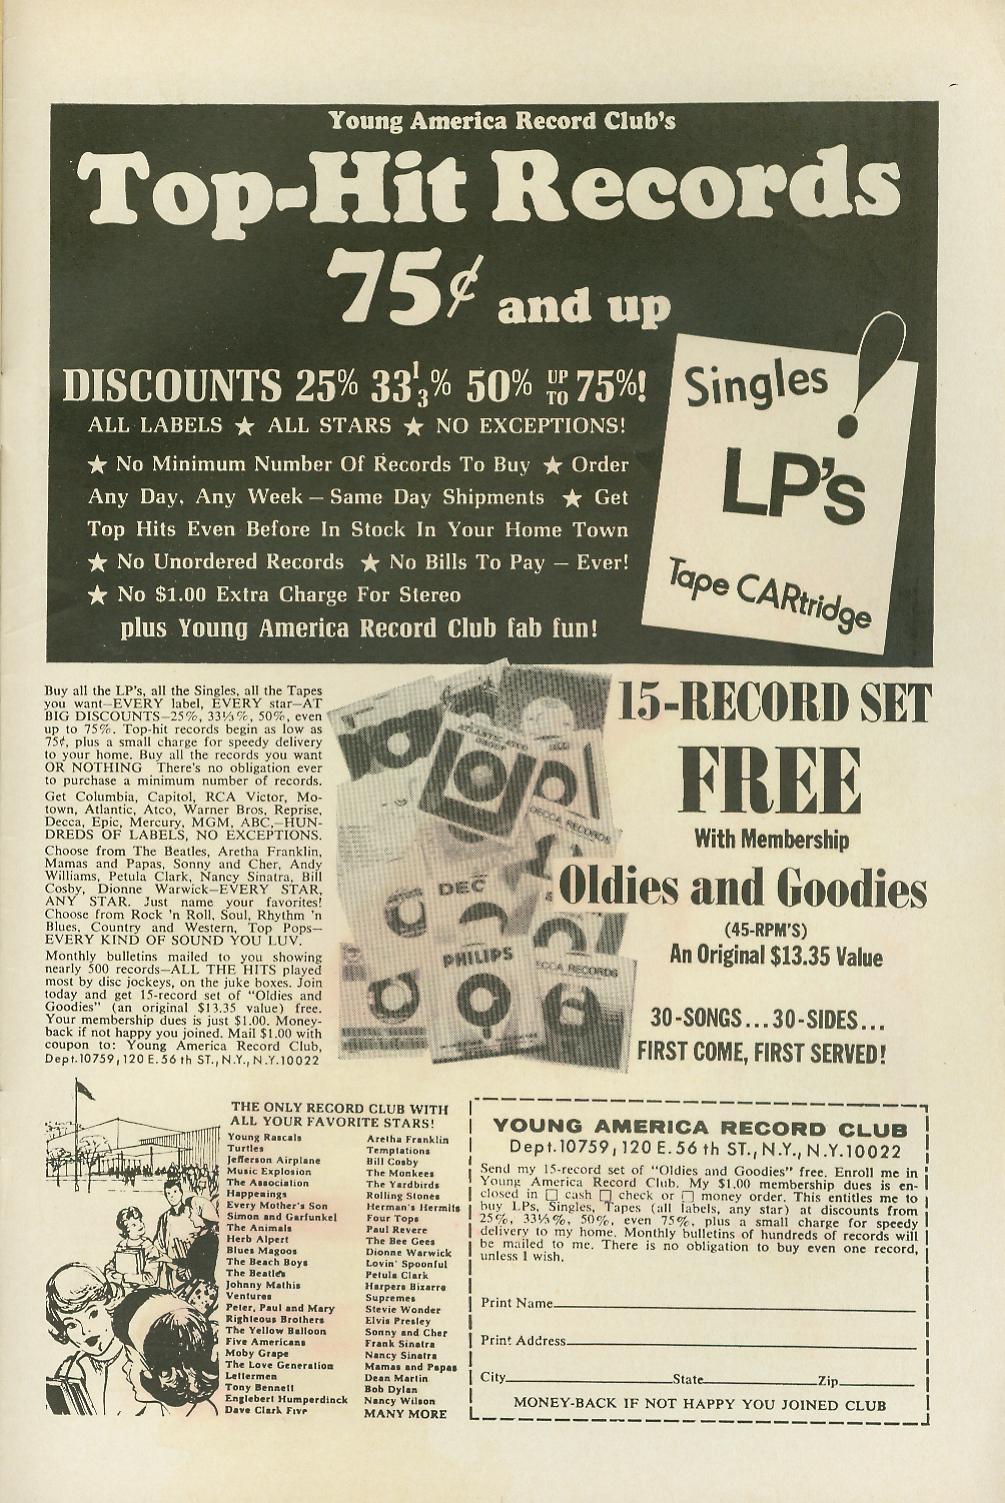 Young America Record Club's
Top-Hit Records
75¢ and up
DISCOUNTS 25% 33⅓% 50% UP TO 75%!
ALL LABELS ★ ALL STARS ★ NO EXCEPTIONS!
★ No Minimum Number Of Records To Buy ★ Order
Any Day, Any Week — Same Day Shipments ★ Get
Top Hits Even Before In Stock In Your Home Town
★ No Unordered Records ★ No Bills To Pay — Ever!
★ No $1.00 Extra Charge For Stereo
plus Young America Record Club fab fun!
Singles!
LP's
Tape CARtridge
Buy all the LP's, all the Singles, all the Tapes
you want—EVERY label, EVERY star—AT
BIG DISCOUNTS—25%, 33⅓%, 50%, even
up to 75%. Top-hit records begin as low as
75¢, plus a small charge for speedy delivery
to your home. Buy all the records you want
OR NOTHING There's no obligation ever
to purchase a minimum number of records.
Get Columbia, Capitol, RCA Victor, Mo-
town, Atlantic, Atco, Warner Bros, Reprise,
Decca, Epic, Mercury, MGM, ABC,—HUN-
DREDS OF LABELS, NO EXCEPTIONS.
Choose from The Beatles, Aretha Franklin,
Mamas and Papas, Sonny and Cher, Andy
Williams, Petula Clark, Nancy Sinatra, Bill
Cosby, Dionne Warwick—EVERY STAR,
ANY STAR. Just name your favorites!
Choose from Rock 'n Roll, Soul, Rhythm 'n
Blues, Country and Western, Top Pops—
EVERY KIND OF SOUND YOU LUV.
Monthly bulletins mailed to you showing
nearly 500 records—ALL THE HITS played
most by disc jockeys, on the juke boxes. Join
today and get 15-record set of "Oldies and
Goodies" (an original $13.35 value) free.
Your membership dues is just $1.00. Money-
back if not happy you joined. Mail $1.00 with
coupon to: Young America Record Club,
Dept.10759, 120 E.56 th ST., N.Y., N.Y.10022
DECCA RECORDS
DEC
PHILIPS
CCA RECORDS
15-RECORD SET
FREE
With Membership
Oldies and Goodies
(45-RPM'S)
An Original $13.35 Value
30-SONGS...30-SIDES...
FIRST COME, FIRST SERVED!
THE ONLY RECORD CLUB WITH
ALL YOUR FAVORITE STARS!
Young Rascals
Turtles
Jefferson Airplane
Music Explosion
The Association
Happenings
Every Mother's Son
Simon and Garfunkel
The Animals
Herb Alpert
Blues Magoos
The Beach Boys
The Beatles
Johnny Mathis
Ventures
Peter, Paul and Mary
Righteous Brothers
The Yellow Balloon
Five Americans
Moby Grape
The Love Generation
Lettermen
Tony Bennett
Englebert Humperdinck
Dave Clark Five
Aretha Franklin
Temptations
Bill Cosby
The Monkees
The Yardbirds
Rolling Stones
Herman's Hermits
Four Tops
Paul Revere
The Bee Gees
Dionne Warwick
Lovin' Spoonful
Petula Clark
Harpers Bizarre
Supremes
Stevie Wonder
Elvis Presley
Sonny and Cher
Frank Sinatra
Nancy Sinatra
Mamas and Papas
Dean Martin
Bob Dylan
Nancy Wilson
MANY MORE
YOUNG AMERICA RECORD CLUB
Dept.10759, 120 E.56 th ST., N.Y., N.Y.10022
Send my 15-record set of "Oldies and Goodies" free. Enroll me in
Young America Record Club. My $1.00 membership dues is en-
closed in ☐ cash ☐ check or ☐ money order. This entitles me to
buy LPs, Singles, Tapes (all labels, any star) at discounts from
25%, 33⅓%, 50%, even 75%, plus a small charge for speedy
delivery to my home. Monthly bulletins of hundreds of records will
be mailed to me. There is no obligation to buy even one record,
unless I wish.
Print Name
Print Address
City State Zip
MONEY-BACK IF NOT HAPPY YOU JOINED CLUB